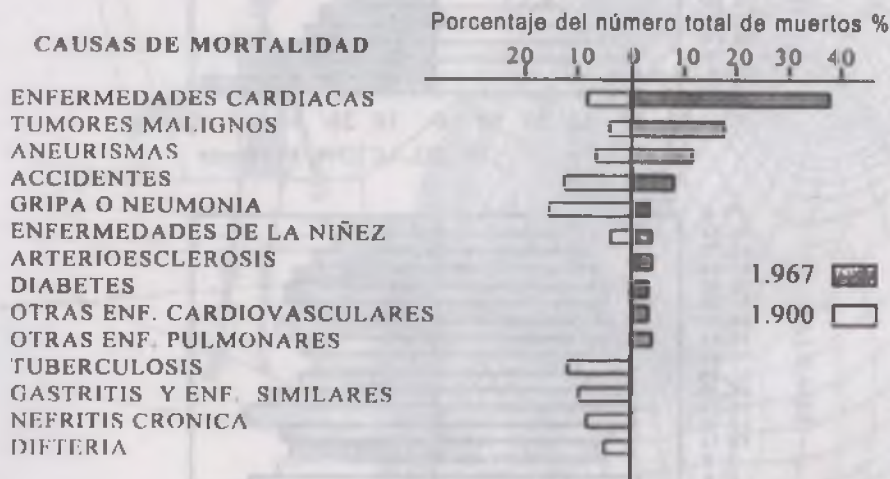 Porcentaje del número total de muertos %
CAUSAS DE MORTALIDAD
20 10 0 10 20 30 40
ENFERMEDADES CARDIACAS
TUMORES MALIGNOS
ANEURISMAS
ACCIDENTES
GRIPA O NEUMONIA
ENFERMEDADES DE LA NIÑEZ
ARTERIOESCLEROSIS
DIABETES
OTRAS ENF. CARDIOVASCULARES
OTRAS ENF. PULMONARES
TUBERCULOSIS
GASTRITIS Y ENF. SIMILARES
NEFRITIS CRONICA
DIFTERIA
1.967
1.900